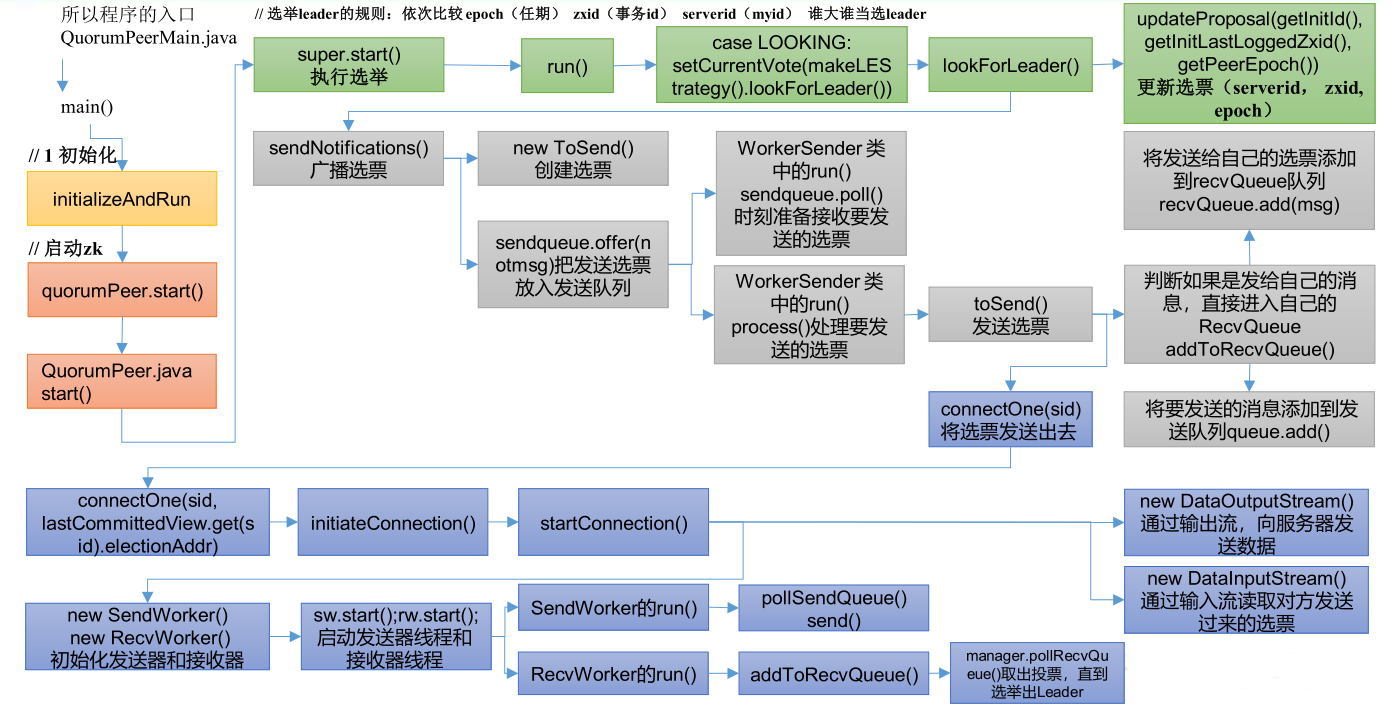 所以程序的入口
QuorumPeerMain.java
main()
// 1 初始化
initializeAndRun
// 启动zk
quorumPeer.start()
QuorumPeer.java
start()
// 选举leader的规则：依次比较 epoch（任期） zxid（事务id） serverid（myid） 谁大谁当选leader
super.start()
执行选举
run()
case LOOKING:
setCurrentVote(makeLES
trategy().lookForLeader())
lookForLeader()
updateProposal(getInitId(),
getInitLastLoggedZxid(),
getPeerEpoch())
更新选票（serverid， zxid,
epoch）
sendNotifications()
广播选票
new ToSend()
创建选票
sendqueue.offer(n
otmsg)把发送选票
放入发送队列
WorkerSender 类
中的run()
sendqueue.poll()
时刻准备接收要发
送的选票
WorkerSender 类
中的run()
process()处理要发
送的选票
toSend()
发送选票
将发送给自己的选票添加
到recvQueue队列
recvQueue.add(msg)
判断如果是发给自己的消
息，直接进入自己的
RecvQueue
addToRecvQueue()
将要发送的消息添加到发
送队列queue.add()
connectOne(sid)
将选票发送出去
connectOne(sid,
lastCommittedView.get(s
id).electionAddr)
initiateConnection()
startConnection()
new DataOutputStream()
通过输出流，向服务器发
送数据
new DataInputStream()
通过输入流读取对方发送
过来的选票
new SendWorker()
new RecvWorker()
初始化发送器和接收器
sw.start();rw.start();
启动发送器线程和
接收器线程
SendWorker的run()
pollSendQueue()
send()
RecvWorker的run()
addToRecvQueue()
manager.pollRecvQu
eue()取出投票，直到
选举出Leader